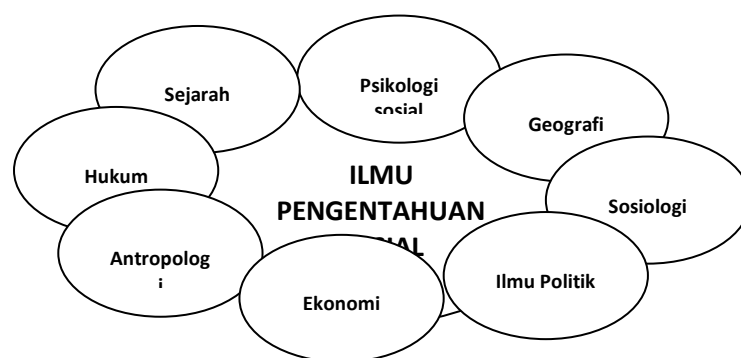 Sejarah
Psikologi
sosial
Geografi
Hukum
ILMU
PENGENTAHUAN
Sosiologi
Antropolog
i
Ekonomi
Ilmu Politik